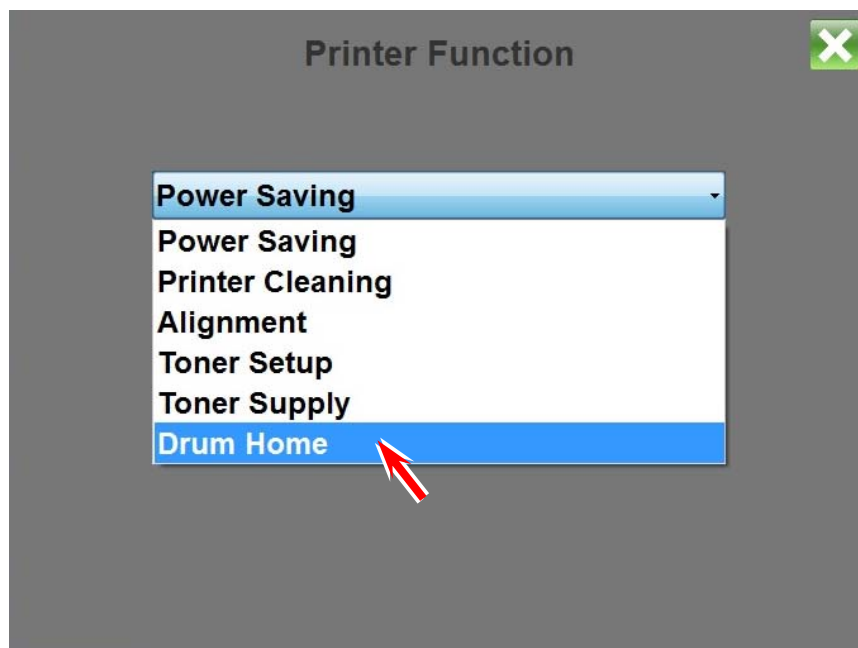 Printer Function
Power Saving
Power Saving
Printer Cleaning
Alignment
Toner Setup
Toner Supply
Drum Home